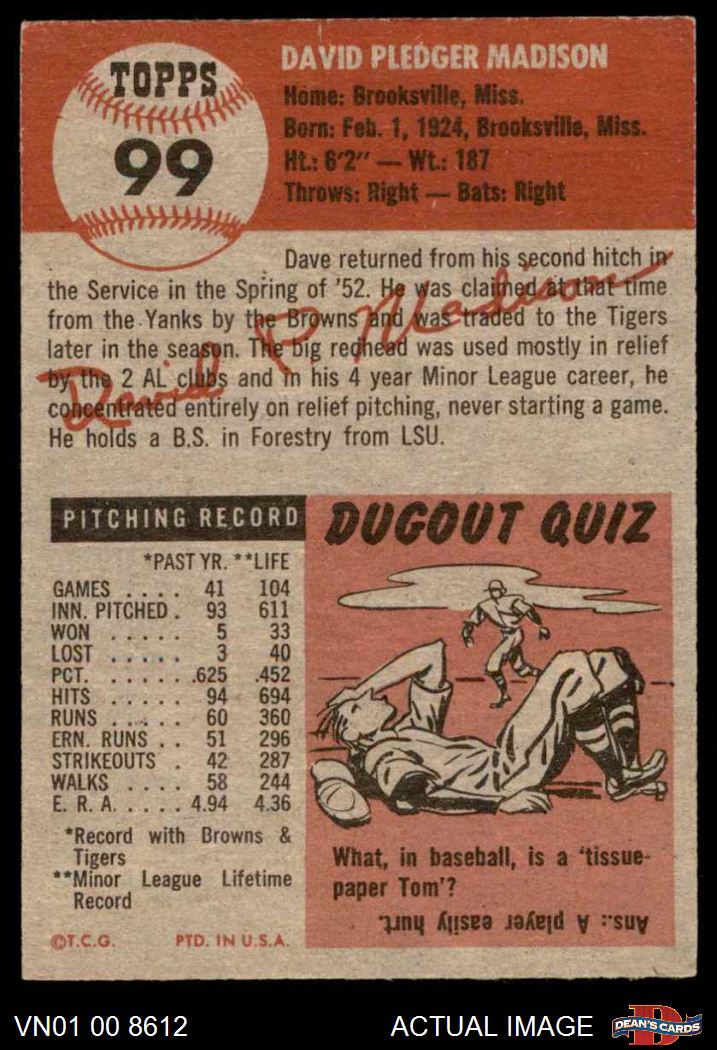 TOPPS
99
DAVID PLEDGER MADISON
Home: Brooksville, Miss.
Born: Feb. 1, 1924, Brooksville, Miss.
Ht.: 6'2" — Wt.: 187
Throws: Right — Bats: Right
Dave returned from his second hitch in
the Service in the Spring of '52. He was claimed at that time
from the Yanks by the Browns and was traded to the Tigers
later in the season. The big redhead was used mostly in relief
by the 2 AL clubs and in his 4 year Minor League career, he
concentrated entirely on relief pitching, never starting a game.
He holds a B.S. in Forestry from LSU.
David P. Madison
PITCHING RECORD
*PAST YR. **LIFE
GAMES . . . . 41 104
INN. PITCHED . 93 611
WON . . . . . 5 33
LOST . . . . . 3 40
PCT. . . . . . .625 .452
HITS . . . . . 94 694
RUNS . . . . . 60 360
ERN. RUNS . . 51 296
STRIKEOUTS . 42 287
WALKS . . . . 58 244
E. R. A. . . . . 4.94 4.36
*Record with Browns &
Tigers
**Minor League Lifetime
Record
©T.C.G. PTD. IN U.S.A.
DUGOUT QUIZ
What, in baseball, is a 'tissue-
paper Tom'?
Ans.: A player easily hurt.
VN01 00 8612
ACTUAL IMAGE
D
DEAN'S CARDS